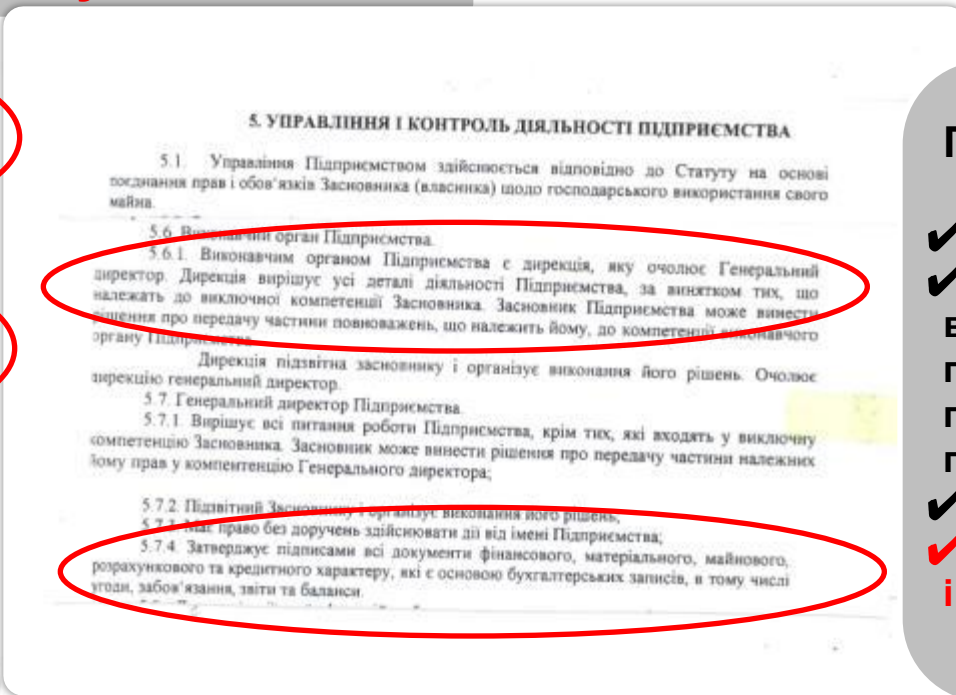 5. УПРАВЛІННЯ І КОНТРОЛЬ ДІЯЛЬНОСТІ ПІДПРИЄМСТВА
5.1. Управління Підприємством здійснюється відповідно до Статуту на основі
поєднання прав і обов'язків Засновника (власника) щодо господарського використання свого
майна.
5.6. Виконавчий орган Підприємства.
5.6.1. Виконавчим органом Підприємства є дирекція, яку очолює Генеральний
директор. Дирекція вирішує усі деталі діяльності Підприємства, за винятком тих, що
належать до виключної компетенції Засновника. Засновник Підприємства може винести
рішення про передачу частини повноважень, що належить йому, до компетенції виконавчого
органу Підприємства.
Дирекція підзвітна засновнику і організує виконання його рішень. Очолює
дирекцію генеральний директор.
5.7. Генеральний директор Підприємства.
5.7.1. Вирішує всі питання роботи Підприємства, крім тих, які входять у виключну
компетенцію Засновника. Засновник може винести рішення про передачу частини належних
йому прав у компентенцію Генерального директора;
5.7.2. Підзвітний Засновнику і організує виконання його рішень;
5.7.3. Має право без доручень здійснювати дії від імені Підприємства;
5.7.4. Затверджує підписами всі документи фінансового, матеріального, майнового,
розрахункового та кредитного характеру, які є основою бухгалтерських записів, в тому числі
угоди, забов'язання, звіти та баланси.
П
✔
✔
в
п
п
п
✔
✔
і